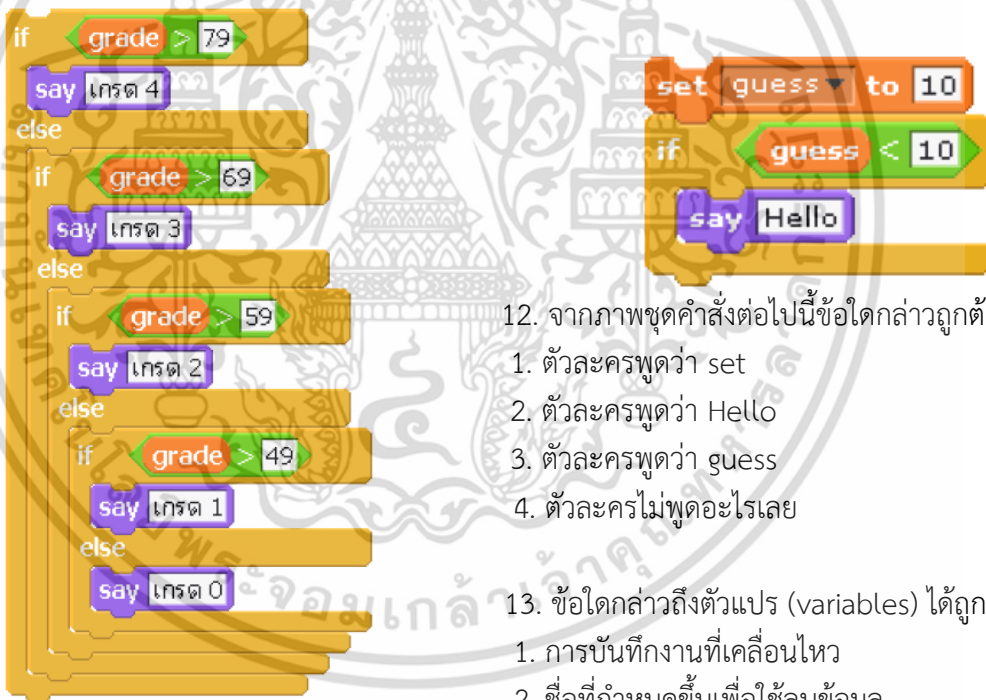 if grade > 79
say เกรด 4
else
if grade > 69
say เกรด 3
else
if grade > 59
say เกรด 2
else
if grade > 49
say เกรด 1
else
say เกรด 0
set guess to 10
if guess < 10
say Hello
12. จากภาพชุดคำสั่งต่อไปนี้ข้อใดกล่าวถูกต้
1. ตัวละครพูดว่า set
2. ตัวละครพูดว่า Hello
3. ตัวละครพูดว่า guess
4. ตัวละครไม่พูดอะไรเลย
13. ข้อใดกล่าวถึงตัวแปร (variables) ได้ถูก
1. การบันทึกงานที่เคลื่อนไหว